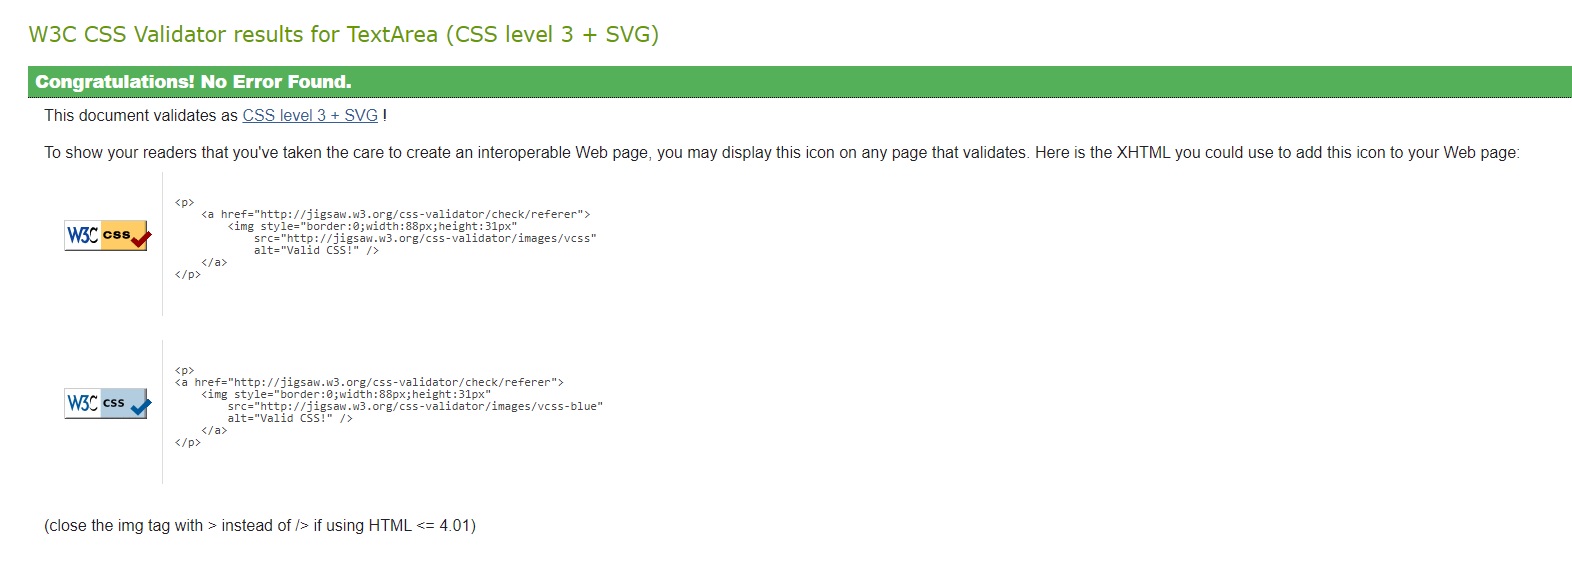 W3C CSS Validator results for TextArea (CSS level 3 + SVG)
Congratulations! No Error Found.
This document validates as CSS level 3 + SVG !
To show your readers that you've taken the care to create an interoperable Web page, you may display this icon on any page that validates. Here is the XHTML you could use to add this icon to your Web page:
W3C css
<p>
<a href="http://jigsaw.w3.org/css-validator/check/referer">
<img style="border:0;width:88px;height:31px"
src="http://jigsaw.w3.org/css-validator/images/vcss"
alt="Valid CSS!" />
</a>
</p>
W3C css
<p>
<a href="http://jigsaw.w3.org/css-validator/check/referer">
<img style="border:0;width:88px;height:31px"
src="http://jigsaw.w3.org/css-validator/images/vcss-blue"
alt="Valid CSS!" />
</a>
</p>
(close the img tag with > instead of /> if using HTML <= 4.01)